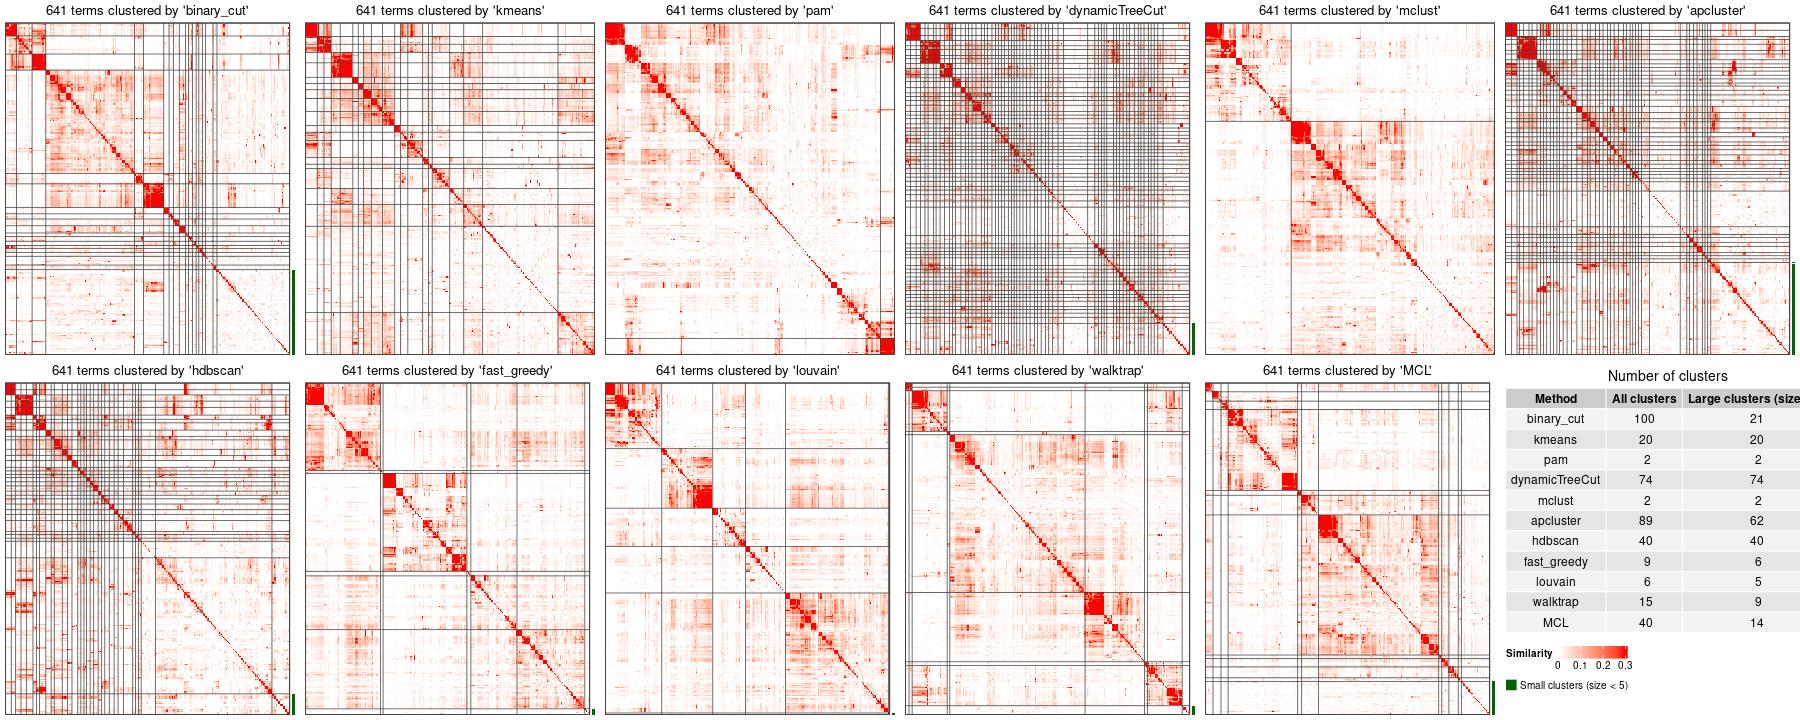 641 terms clustered by 'binary_cut'
641 terms clustered by 'kmeans'
641 terms clustered by 'pam'
641 terms clustered by 'dynamicTreeCut'
641 terms clustered by 'mclust'
641 terms clustered by 'apcluster'
641 terms clustered by 'hdbscan'
641 terms clustered by 'fast_greedy'
641 terms clustered by 'louvain'
641 terms clustered by 'walktrap'
641 terms clustered by 'MCL'
Number of clusters
Method All clusters Large clusters (size
binary_cut 100 21
kmeans 20 20
pam 2 2
dynamicTreeCut 74 74
mclust 2 2
apcluster 89 62
hdbscan 40 40
fast_greedy 9 6
louvain 6 5
walktrap 15 9
MCL 40 14
Similarity
0 0.1 0.2 0.3
Small clusters (size < 5)